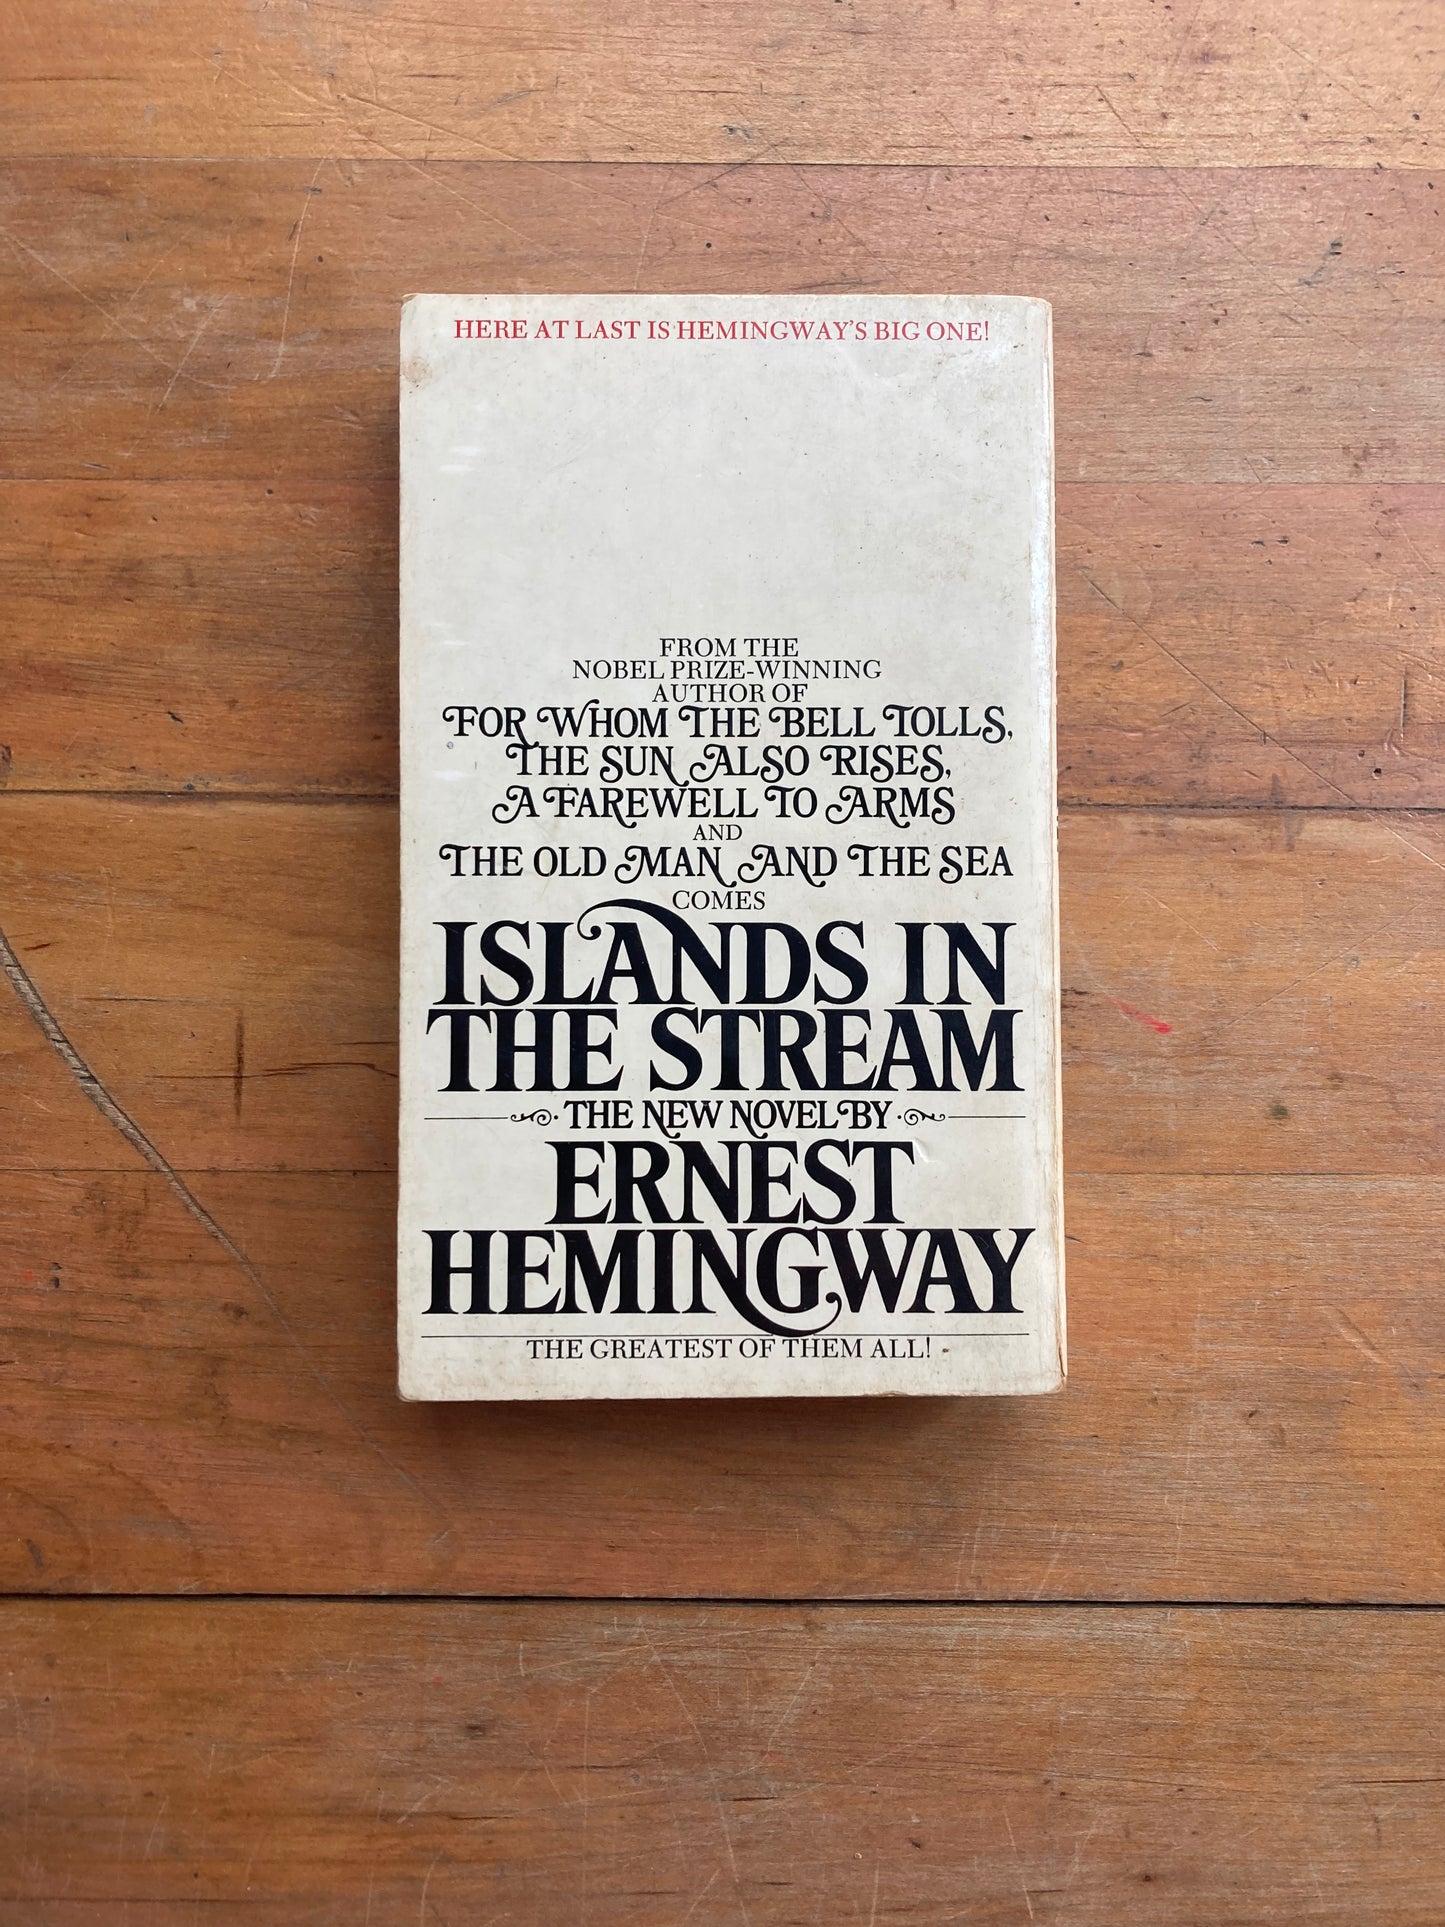 HERE AT LAST IS HEMINGWAY'S BIG ONE!
FROM THE
NOBEL PRIZE-WINNING
AUTHOR OF
FOR WHOM THE BELL TOLLS,
THE SUN ALSO RISES,
A FAREWELL TO ARMS
AND
THE OLD MAN AND THE SEA
COMES
ISLANDS IN
THE STREAM
THE NEW NOVEL BY
ERNEST
HEMINGWAY
THE GREATEST OF THEM ALL!